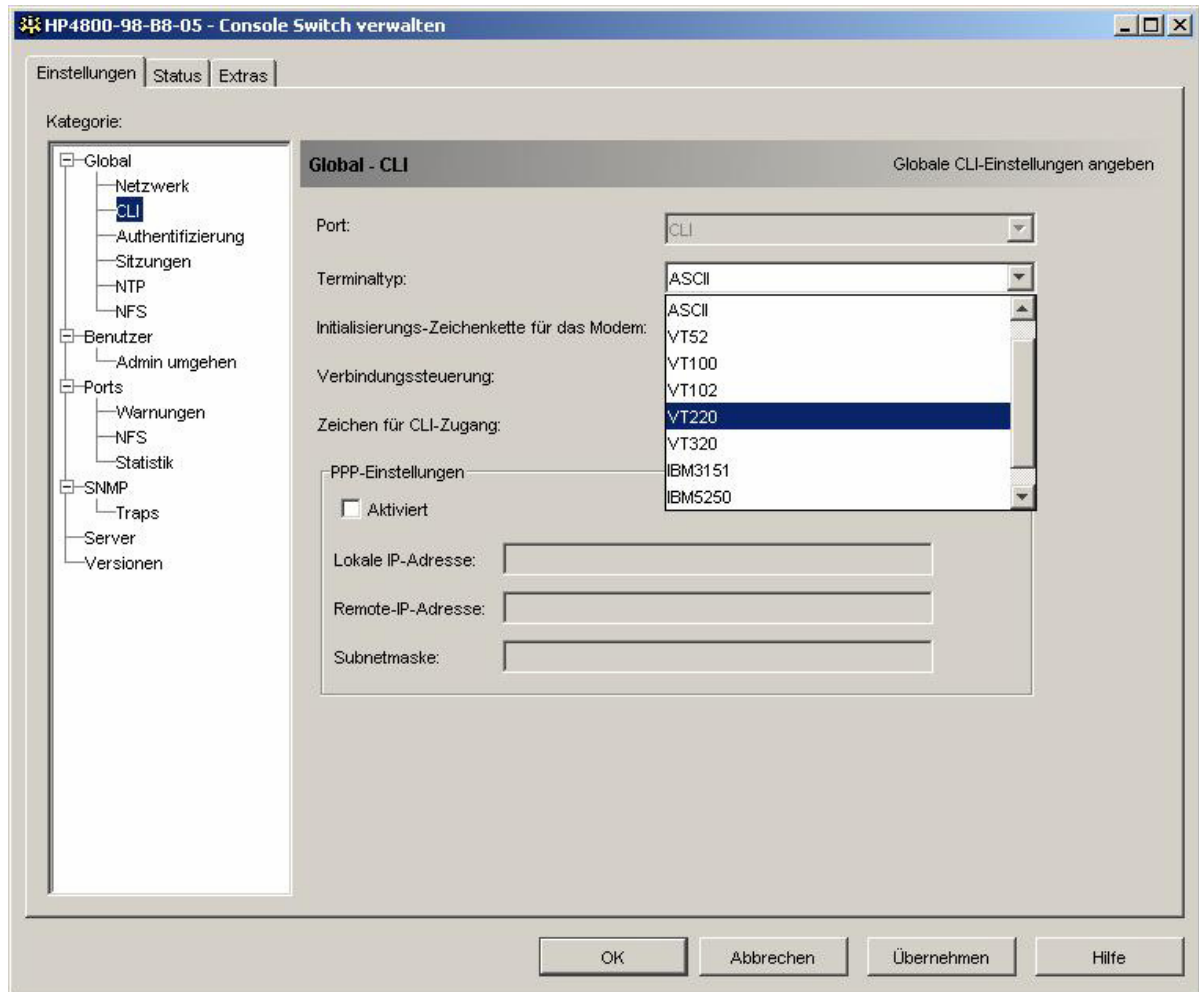 HP4800-98-B8-05 - Console Switch verwalten
Einstellungen
Status
Extras
Kategorie:
Global
Netzwerk
CLI
Authentifizierung
Sitzungen
NTP
NFS
Benutzer
Admin umgehen
Ports
Warnungen
NFS
Statistik
SNMP
Traps
Server
Versionen
Global - CLI
Globale CLI-Einstellungen angeben
Port:
CLI
Terminaltyp:
ASCII
ASCII
VT52
VT100
VT102
VT220
VT320
IBM3151
IBM5250
Initialisierungs-Zeichenkette für das Modem:
Verbindungssteuerung:
Zeichen für CLI-Zugang:
PPP-Einstellungen
Aktiviert
Lokale IP-Adresse:
Remote-IP-Adresse:
Subnetmaske:
OK
Abbrechen
Übernehmen
Hilfe